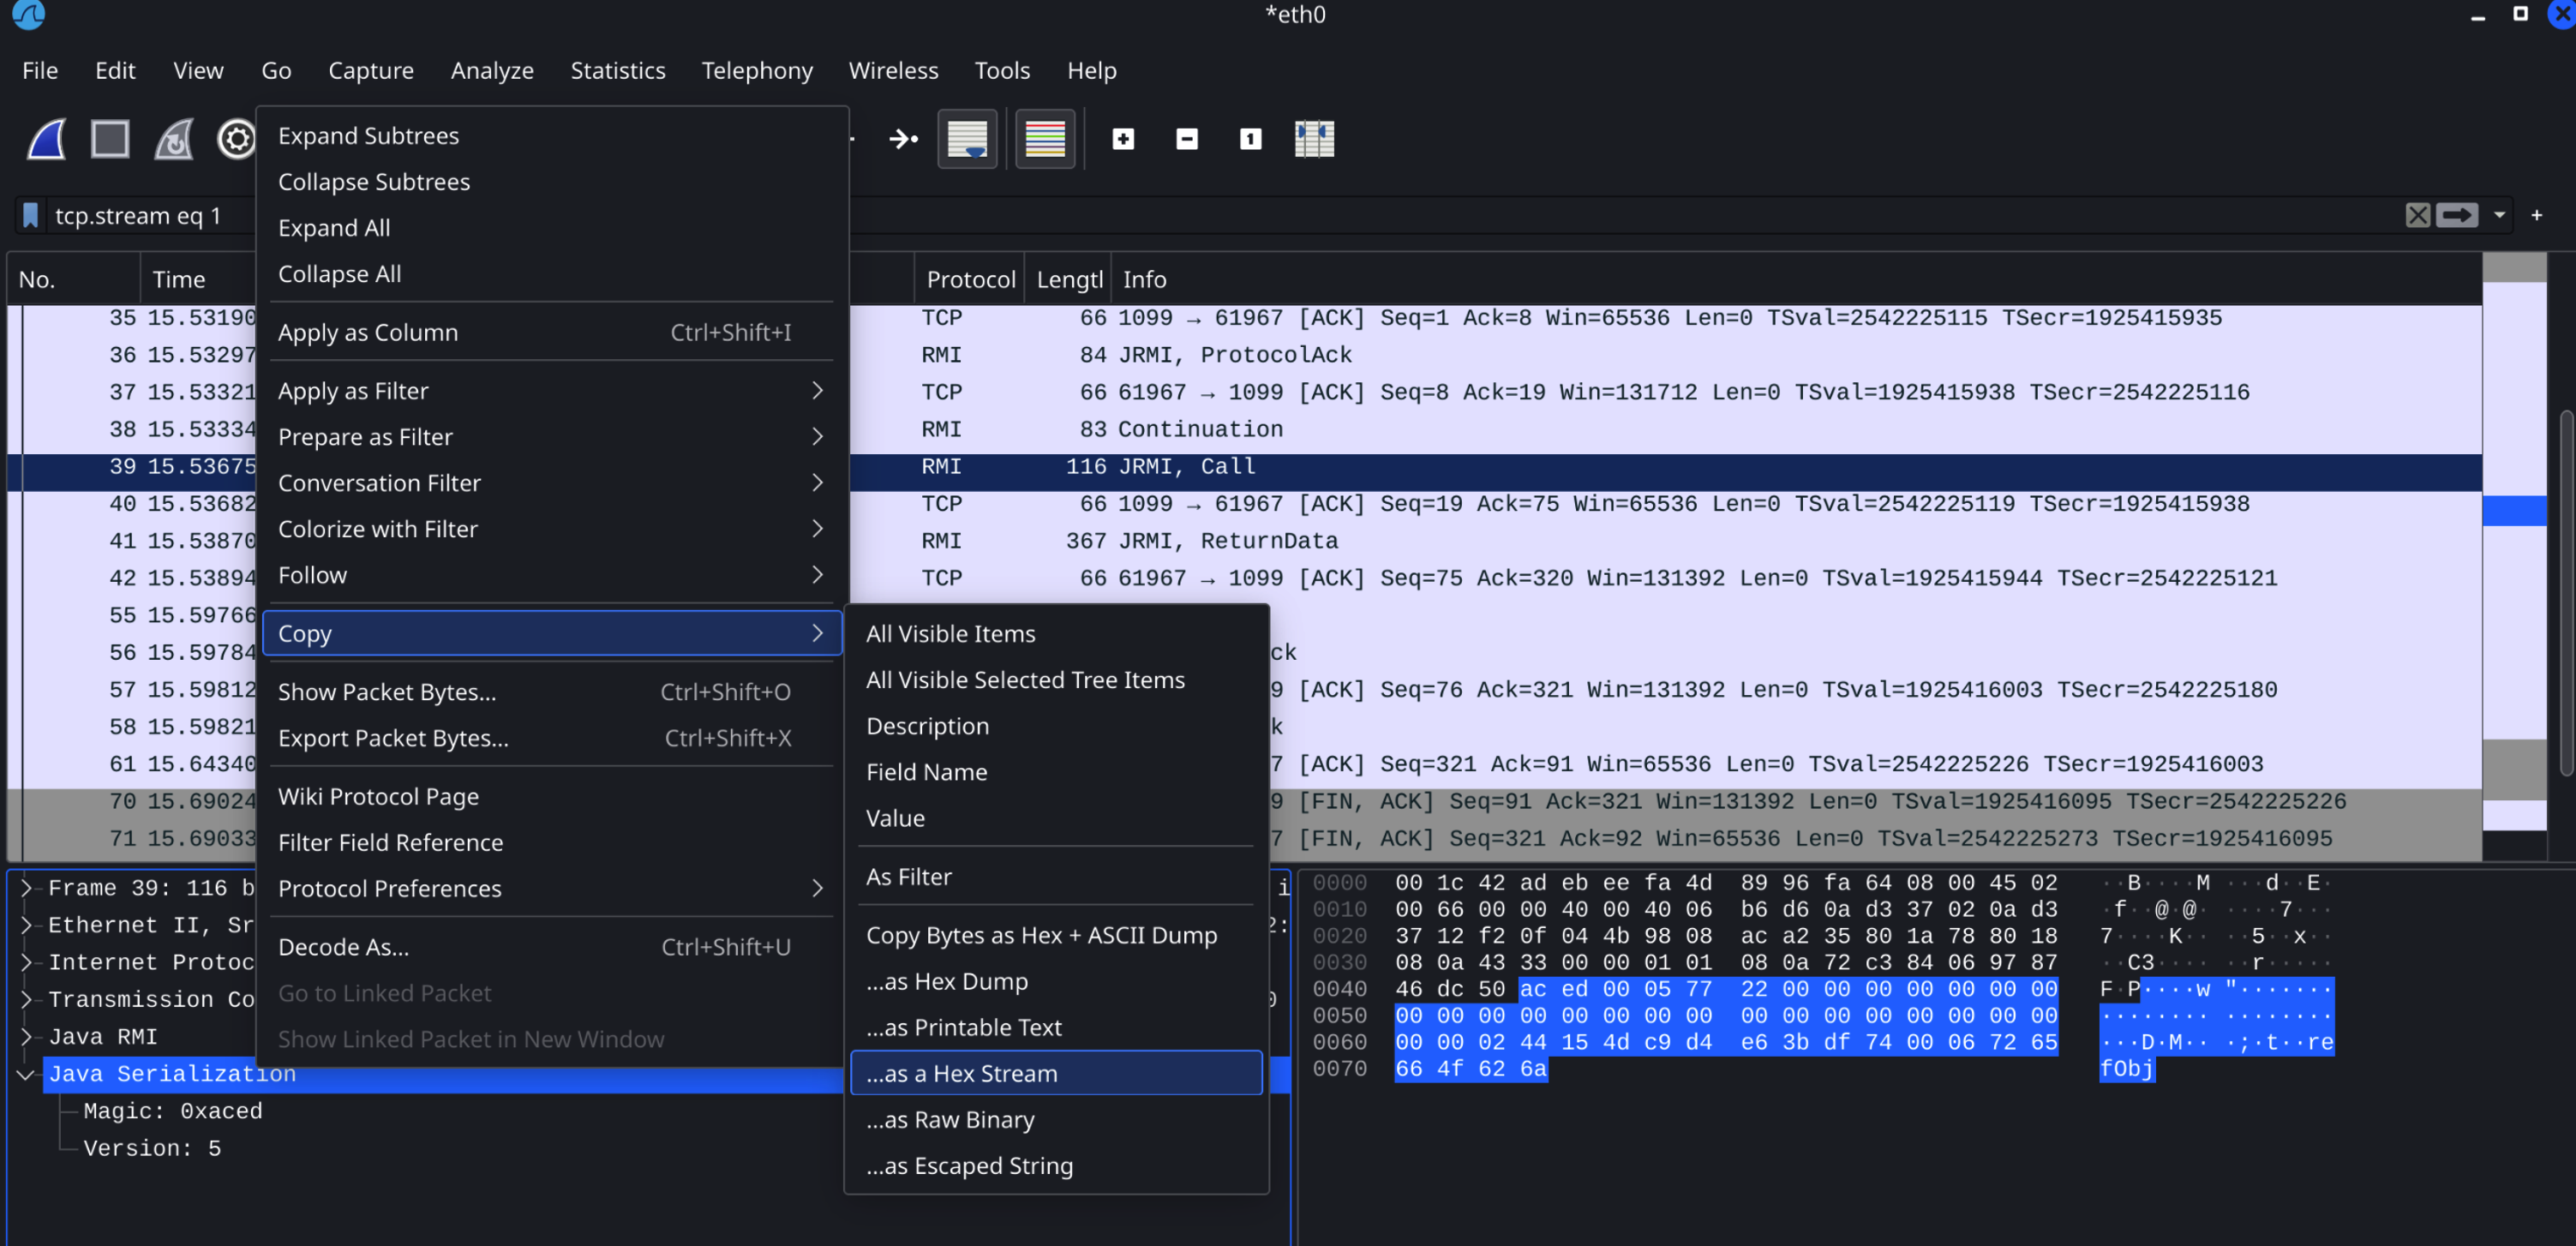 *eth0
File Edit View Go Capture Analyze Statistics Telephony Wireless Tools Help
tcp.stream eq 1
No. Time Protocol Lengtl Info
35 15.53190 TCP 66 1099 → 61967 [ACK] Seq=1 Ack=8 Win=65536 Len=0 TSval=2542225115 TSecr=1925415935
36 15.53297 RMI 84 JRMI, ProtocolAck
37 15.53321 TCP 66 61967 → 1099 [ACK] Seq=8 Ack=19 Win=131712 Len=0 TSval=1925415938 TSecr=2542225116
38 15.53334 RMI 83 Continuation
39 15.53675 RMI 116 JRMI, Call
40 15.53682 TCP 66 1099 → 61967 [ACK] Seq=19 Ack=75 Win=65536 Len=0 TSval=2542225119 TSecr=1925415938
41 15.53870 RMI 367 JRMI, ReturnData
42 15.53894 TCP 66 61967 → 1099 [ACK] Seq=75 Ack=320 Win=131392 Len=0 TSval=1925415944 TSecr=2542225121
55 15.59766
56 15.59784 ck
57 15.59812 9 [ACK] Seq=76 Ack=321 Win=131392 Len=0 TSval=1925416003 TSecr=2542225180
58 15.59821 k
61 15.64340 7 [ACK] Seq=321 Ack=91 Win=65536 Len=0 TSval=2542225226 TSecr=1925416003
70 15.69024 9 [FIN, ACK] Seq=91 Ack=321 Win=131392 Len=0 TSval=1925416095 TSecr=2542225226
71 15.69033 7 [FIN, ACK] Seq=321 Ack=92 Win=65536 Len=0 TSval=2542225273 TSecr=1925416095
Expand Subtrees
Collapse Subtrees
Expand All
Collapse All
Apply as Column Ctrl+Shift+I
Apply as Filter
Prepare as Filter
Conversation Filter
Colorize with Filter
Follow
Copy
Show Packet Bytes... Ctrl+Shift+O
Export Packet Bytes... Ctrl+Shift+X
Wiki Protocol Page
Filter Field Reference
Protocol Preferences
Decode As... Ctrl+Shift+U
Go to Linked Packet
Show Linked Packet in New Window
All Visible Items
All Visible Selected Tree Items
Description
Field Name
Value
As Filter
Copy Bytes as Hex + ASCII Dump
...as Hex Dump
...as Printable Text
...as a Hex Stream
...as Raw Binary
...as Escaped String
Frame 39: 116 b i
Ethernet II, Sr 2:
Internet Protoc
Transmission Co 0
Java RMI
Java Serialization
Magic: 0xaced
Version: 5
0000 00 1c 42 ad eb ee fa 4d 89 96 fa 64 08 00 45 02 ··B····M ···d··E·
0010 00 66 00 00 40 00 40 06 b6 d6 0a d3 37 02 0a d3 ·f··@·@· ····7···
0020 37 12 f2 0f 04 4b 98 08 ac a2 35 80 1a 78 80 18 7····K·· ··5··x··
0030 08 0a 43 33 00 00 01 01 08 0a 72 c3 84 06 97 87 ··C3···· ··r·····
0040 46 dc 50 ac ed 00 05 77 22 00 00 00 00 00 00 00 F·P····w "·······
0050 00 00 00 00 00 00 00 00 00 00 00 00 00 00 00 00 ········ ········
0060 00 00 02 44 15 4d c9 d4 e6 3b df 74 00 06 72 65 ···D·M·· ·;·t··re
0070 66 4f 62 6a fObj